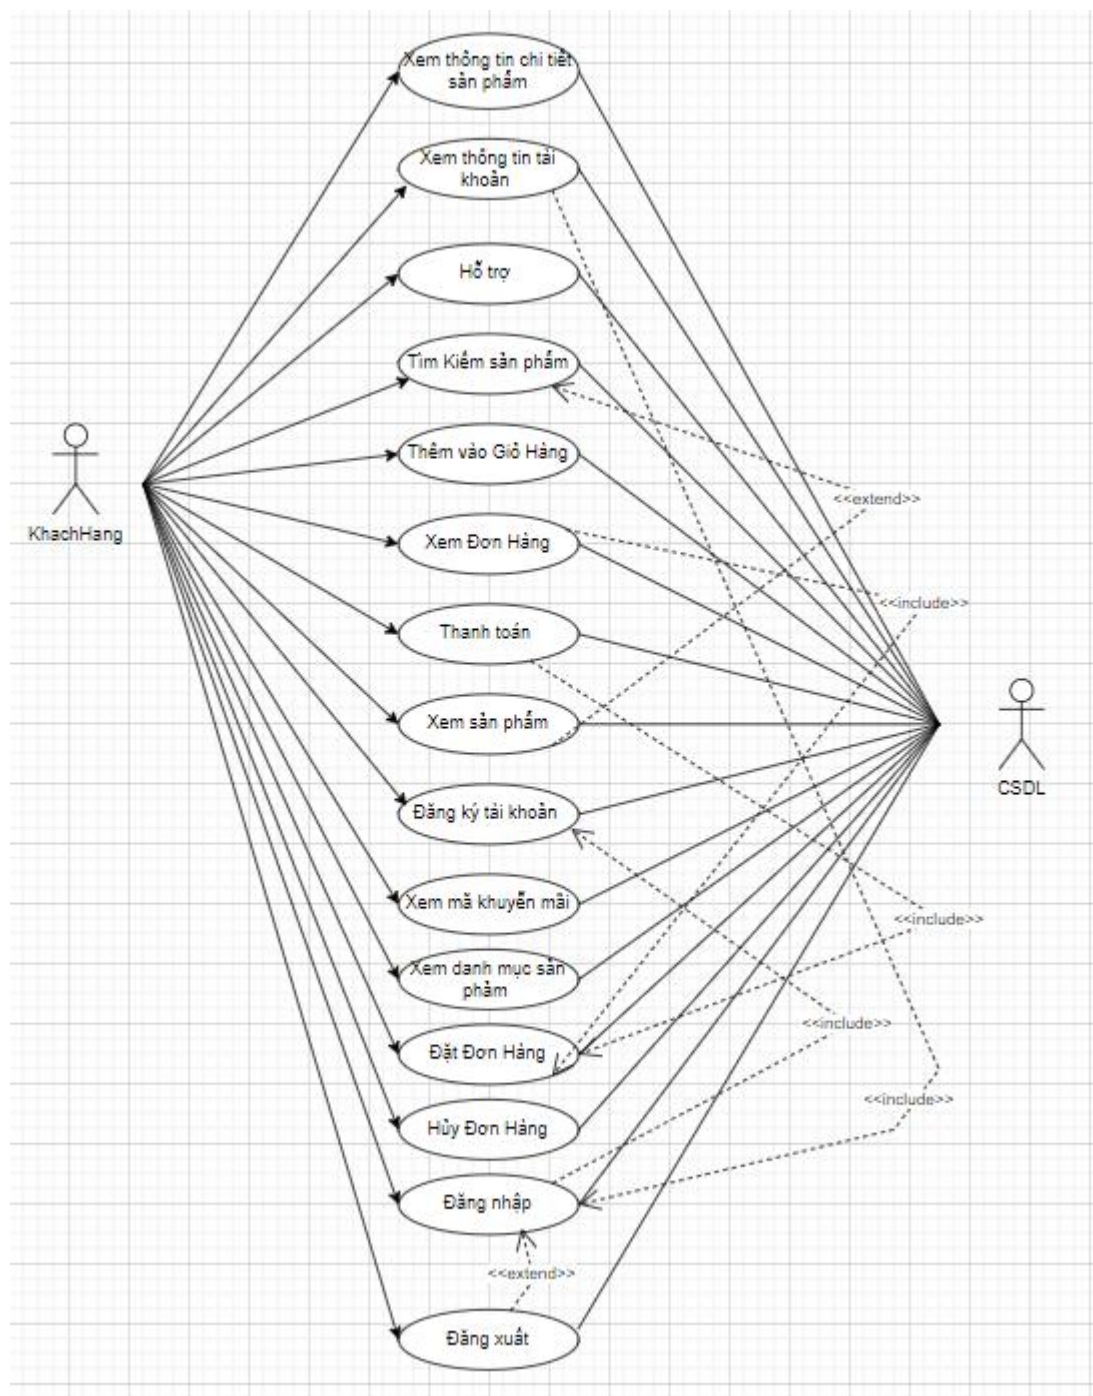 Xem thông tin chi tiết
sản phẩm
Xem thông tin tài
khoản
Hỗ trợ
Tìm Kiếm sản phẩm
Thêm vào Giỏ Hàng
KhachHang
<<extend>>
Xem Đơn Hàng
<<include>>
Thanh toán
Xem sản phẩm
CSDL
Đăng ký tài khoản
Xem mã khuyến mãi
<<include>>
Xem danh mục sản
phảm
<<include>>
Đặt Đơn Hàng
<<include>>
Hủy Đơn Hàng
Đăng nhập
<<extend>>
Đăng xuất